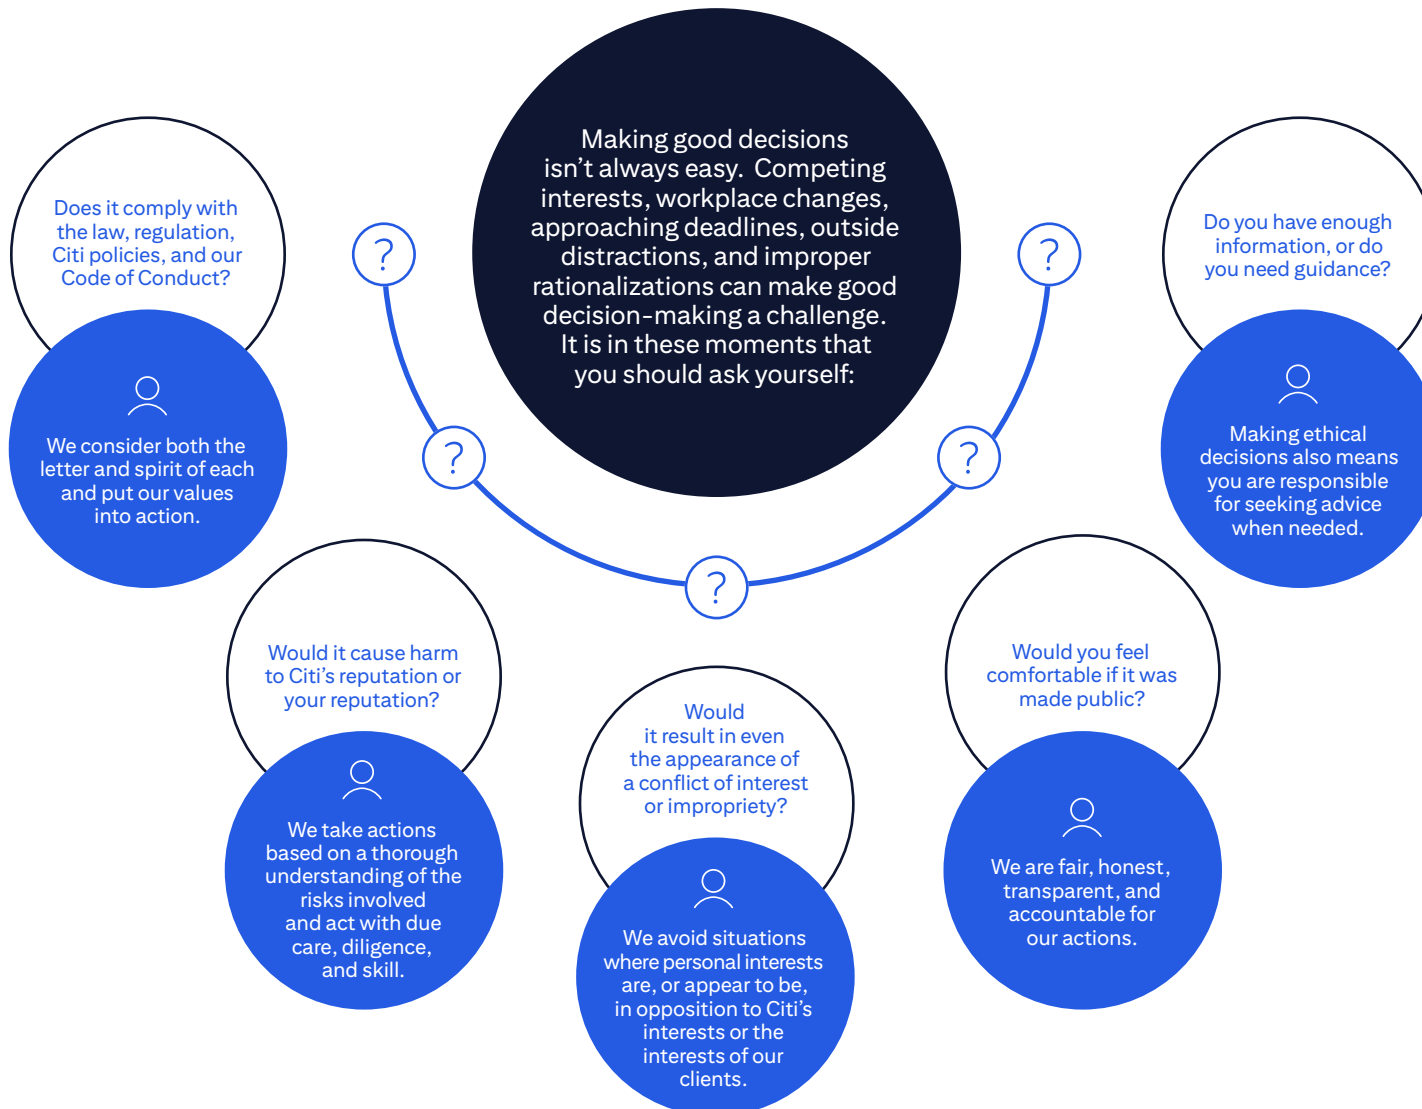 Making good decisions
isn’t always easy.  Competing
interests, workplace changes,
approaching deadlines, outside
distractions, and improper
rationalizations can make good
decision-making a challenge.
It is in these moments that
you should ask yourself:
Does it comply with
the law, regulation,
Citi policies, and our
Code of Conduct?
We consider both the
letter and spirit of each
and put our values
into action.
?
?
?
?
?
Would it cause harm
to Citi’s reputation or
your reputation?
We take actions
based on a thorough
understanding of the
risks involved
and act with due
care, diligence,
and skill.
Would
it result in even
the appearance of
a conflict of interest
or impropriety?
We avoid situations
where personal interests
are, or appear to be,
in opposition to Citi’s
interests or the
interests of our
clients.
Would you feel
comfortable if it was
made public?
We are fair, honest,
transparent, and
accountable for
our actions.
Do you have enough
information, or do
you need guidance?
Making ethical
decisions also means
you are responsible
for seeking advice
when needed.